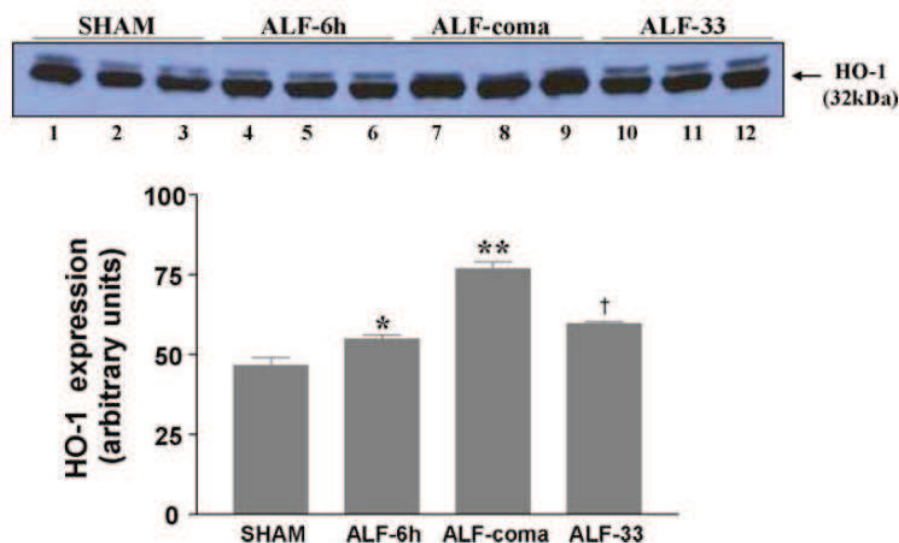 SHAM ALF-6h ALF-coma ALF-33
← HO-1
(32kDa)
1 2 3 4 5 6 7 8 9 10 11 12
HO-1 expression
(arbitrary units)
100
75
50
25
0
*
**
†
SHAM ALF-6h ALF-coma ALF-33